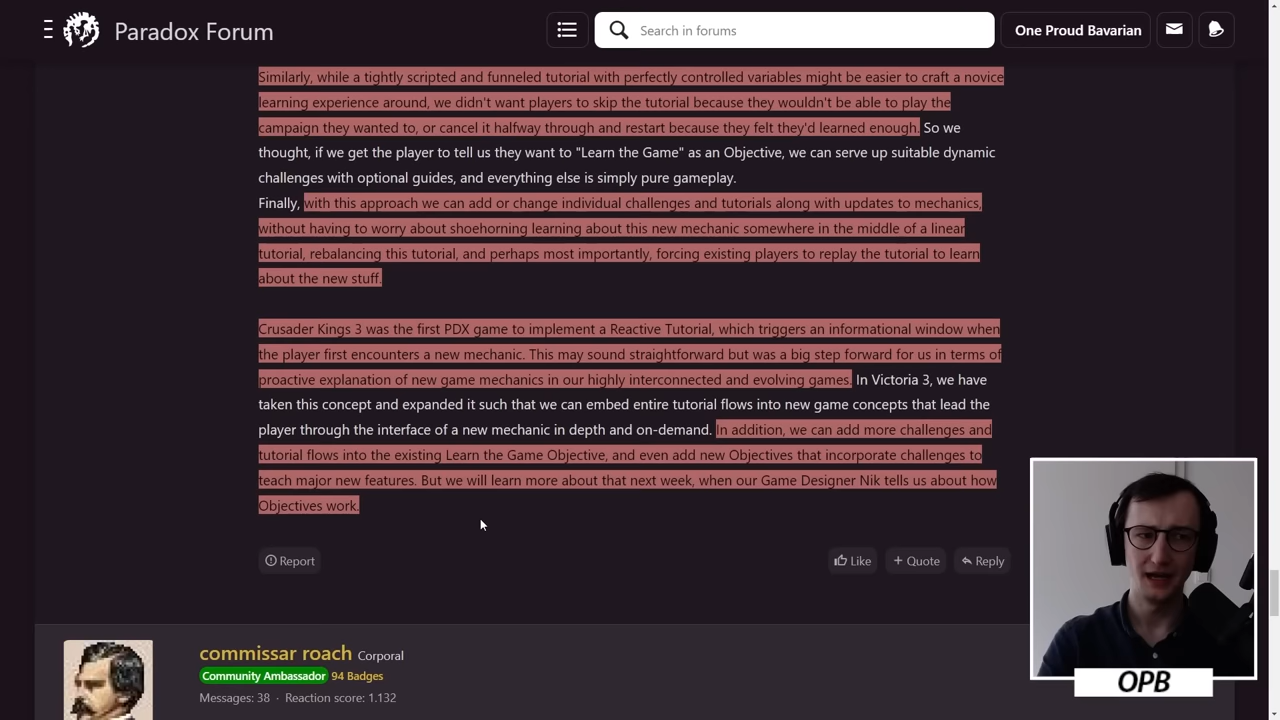 Paradox Forum
Search in forums
One Proud Bavarian
Similarly, while a tightly scripted and funneled tutorial with perfectly controlled variables might be easier to craft a novice
learning experience around, we didn't want players to skip the tutorial because they wouldn't be able to play the
campaign they wanted to, or cancel it halfway through and restart because they felt they'd learned enough. So we
thought, if we get the player to tell us they want to "Learn the Game" as an Objective, we can serve up suitable dynamic
challenges with optional guides, and everything else is simply pure gameplay.
Finally, with this approach we can add or change individual challenges and tutorials along with updates to mechanics,
without having to worry about shoehorning learning about this new mechanic somewhere in the middle of a linear
tutorial, rebalancing this tutorial, and perhaps most importantly, forcing existing players to replay the tutorial to learn
about the new stuff.
Crusader Kings 3 was the first PDX game to implement a Reactive Tutorial, which triggers an informational window when
the player first encounters a new mechanic. This may sound straightforward but was a big step forward for us in terms of
proactive explanation of new game mechanics in our highly interconnected and evolving games. In Victoria 3, we have
taken this concept and expanded it such that we can embed entire tutorial flows into new game concepts that lead the
player through the interface of a new mechanic in depth and on-demand. In addition, we can add more challenges and
tutorial flows into the existing Learn the Game Objective, and even add new Objectives that incorporate challenges to
teach major new features. But we will learn more about that next week, when our Game Designer Nik tells us about how
Objectives work.
Report
Like
+ Quote
Reply
commissar roach Corporal
Community Ambassador 94 Badges
Messages: 38 · Reaction score: 1.132
OPB